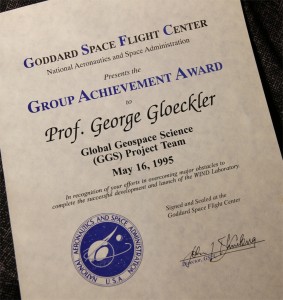 GODDARD SPACE FLIGHT CENTER
National Aeronautics and Space Administration
Presents the
GROUP ACHIEVEMENT AWARD
to
Prof. George Gloeckler
Global Geospace Science
(GGS) Project Team
May 16, 1995
In recognition of your efforts in overcoming major obstacles to
complete the successful development and launch of the WIND Laboratory.
Signed and Sealed at the
Goddard Space Flight Center
NATIONAL AERONAUTICS AND SPACE ADMINISTRATION
U.S.A.